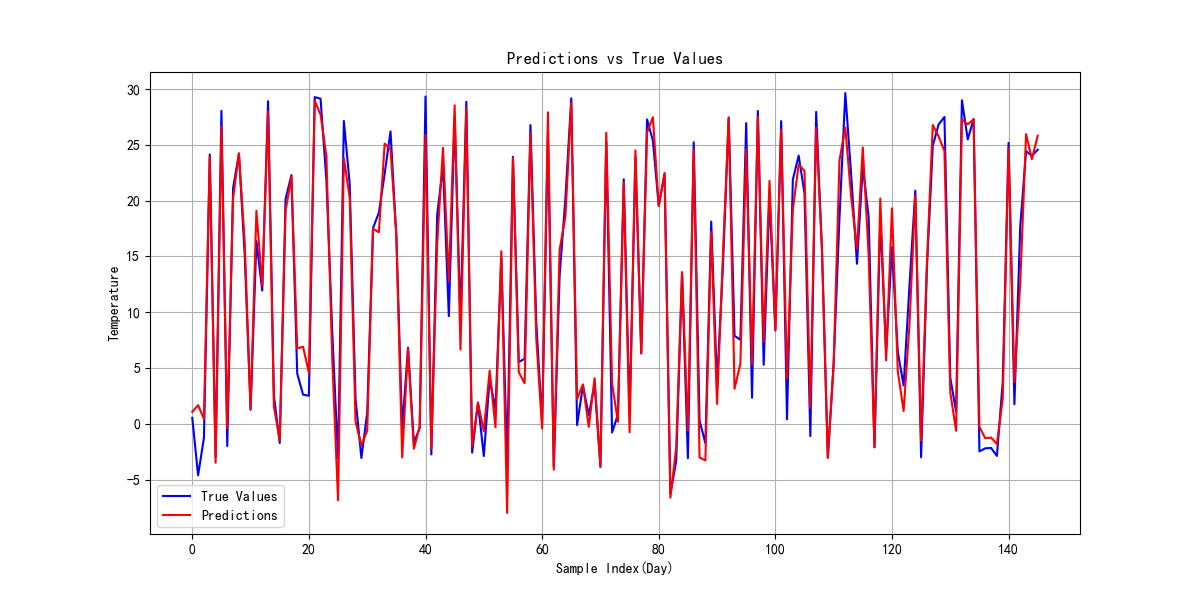 Predictions vs True Values
30
25
20
15
10
5
0
−5
Temperature
True Values
Predictions
0 20 40 60 80 100 120 140
Sample Index(Day)